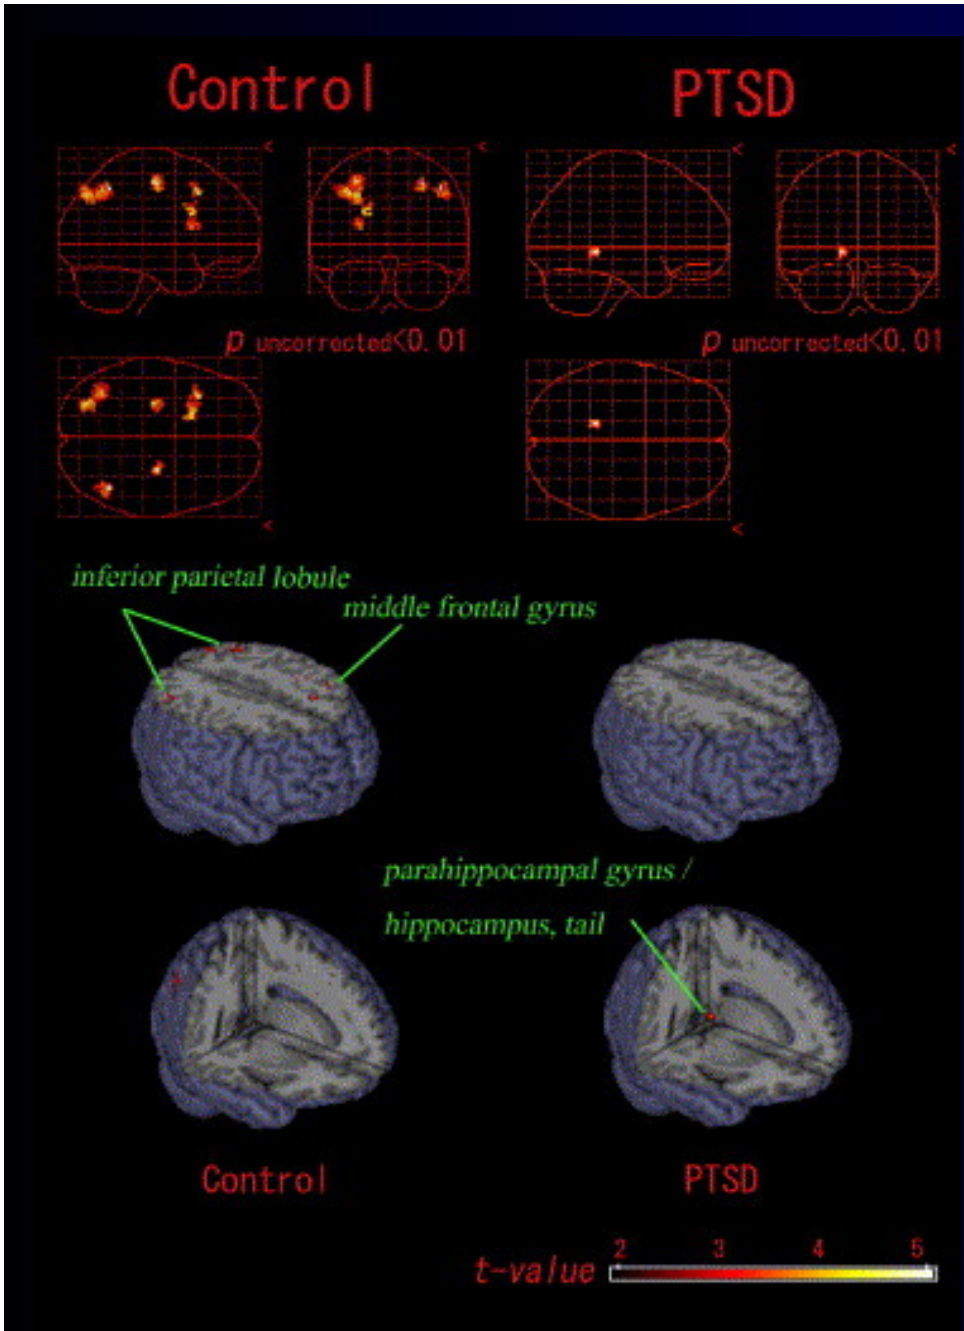 Control
PTSD
<
<
<
<
p uncorrected<0.01
p uncorrected<0.01
<
<
inferior parietal lobule
middle frontal gyrus
parahippocampal gyrus /
hippocampus, tail
Control
PTSD
2 3 4 5
t-value